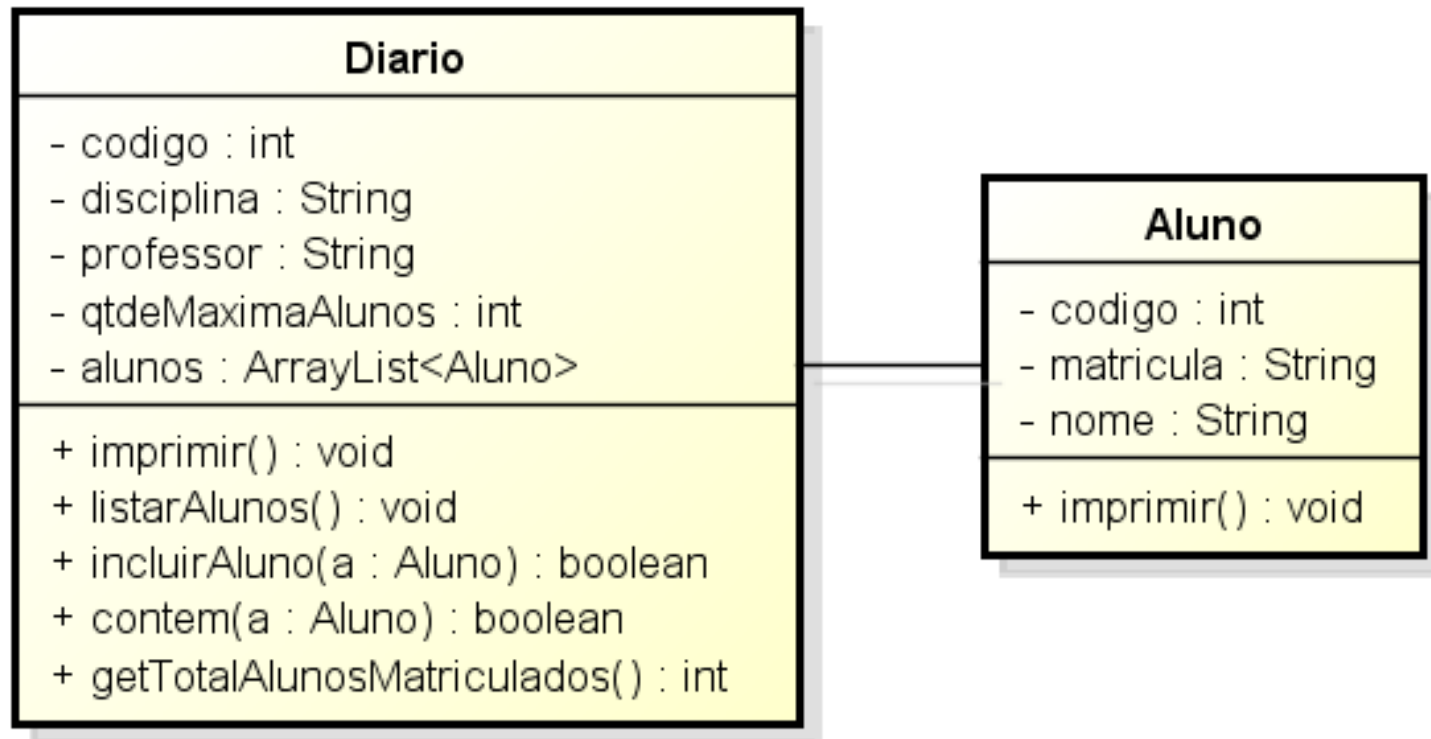 Diario
- codigo : int
- disciplina : String
- professor : String
- qtdeMaximaAlunos : int
- alunos : ArrayList<Aluno>
+ imprimir() : void
+ listarAlunos() : void
+ incluirAluno(a : Aluno) : boolean
+ contem(a : Aluno) : boolean
+ getTotalAlunosMatriculados() : int
Aluno
- codigo : int
- matricula : String
- nome : String
+ imprimir() : void